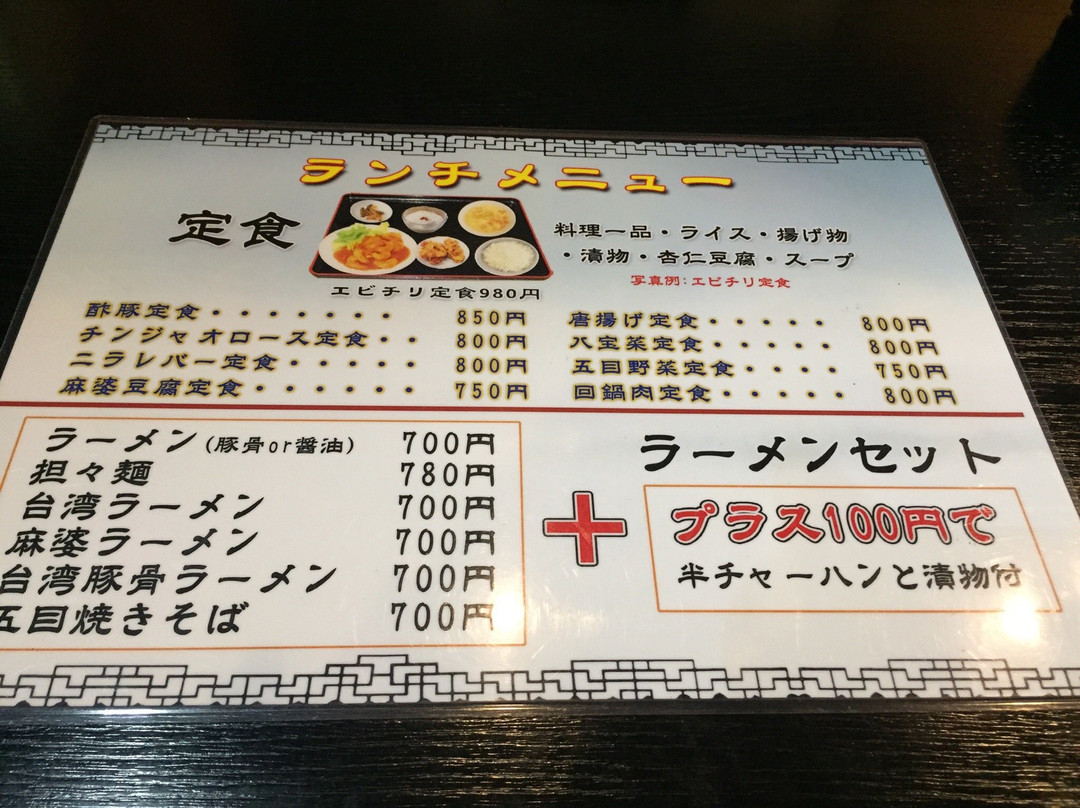 ランチメニュー
定食
料理一品・ライス・揚げ物
・漬物・杏仁豆腐・スープ
写真例:エビチリ定食
エビチリ定食980円
酢豚定食・・・・・・・ 850円
チンジャオロース定食・・ 800円
ニラレバー定食・・・・・ 800円
麻婆豆腐定食・・・・・・ 750円
唐揚げ定食・・・・・ 800円
八宝菜定食・・・・・ 800円
五目野菜定食・・・・ 750円
回鍋肉定食・・・・・ 800円
ラーメン(豚骨or醤油) 700円
担々麺 780円
台湾ラーメン 700円
麻婆ラーメン 700円
台湾豚骨ラーメン 700円
五目焼きそば 700円
+
ラーメンセット
プラス100円で
半チャーハンと漬物付